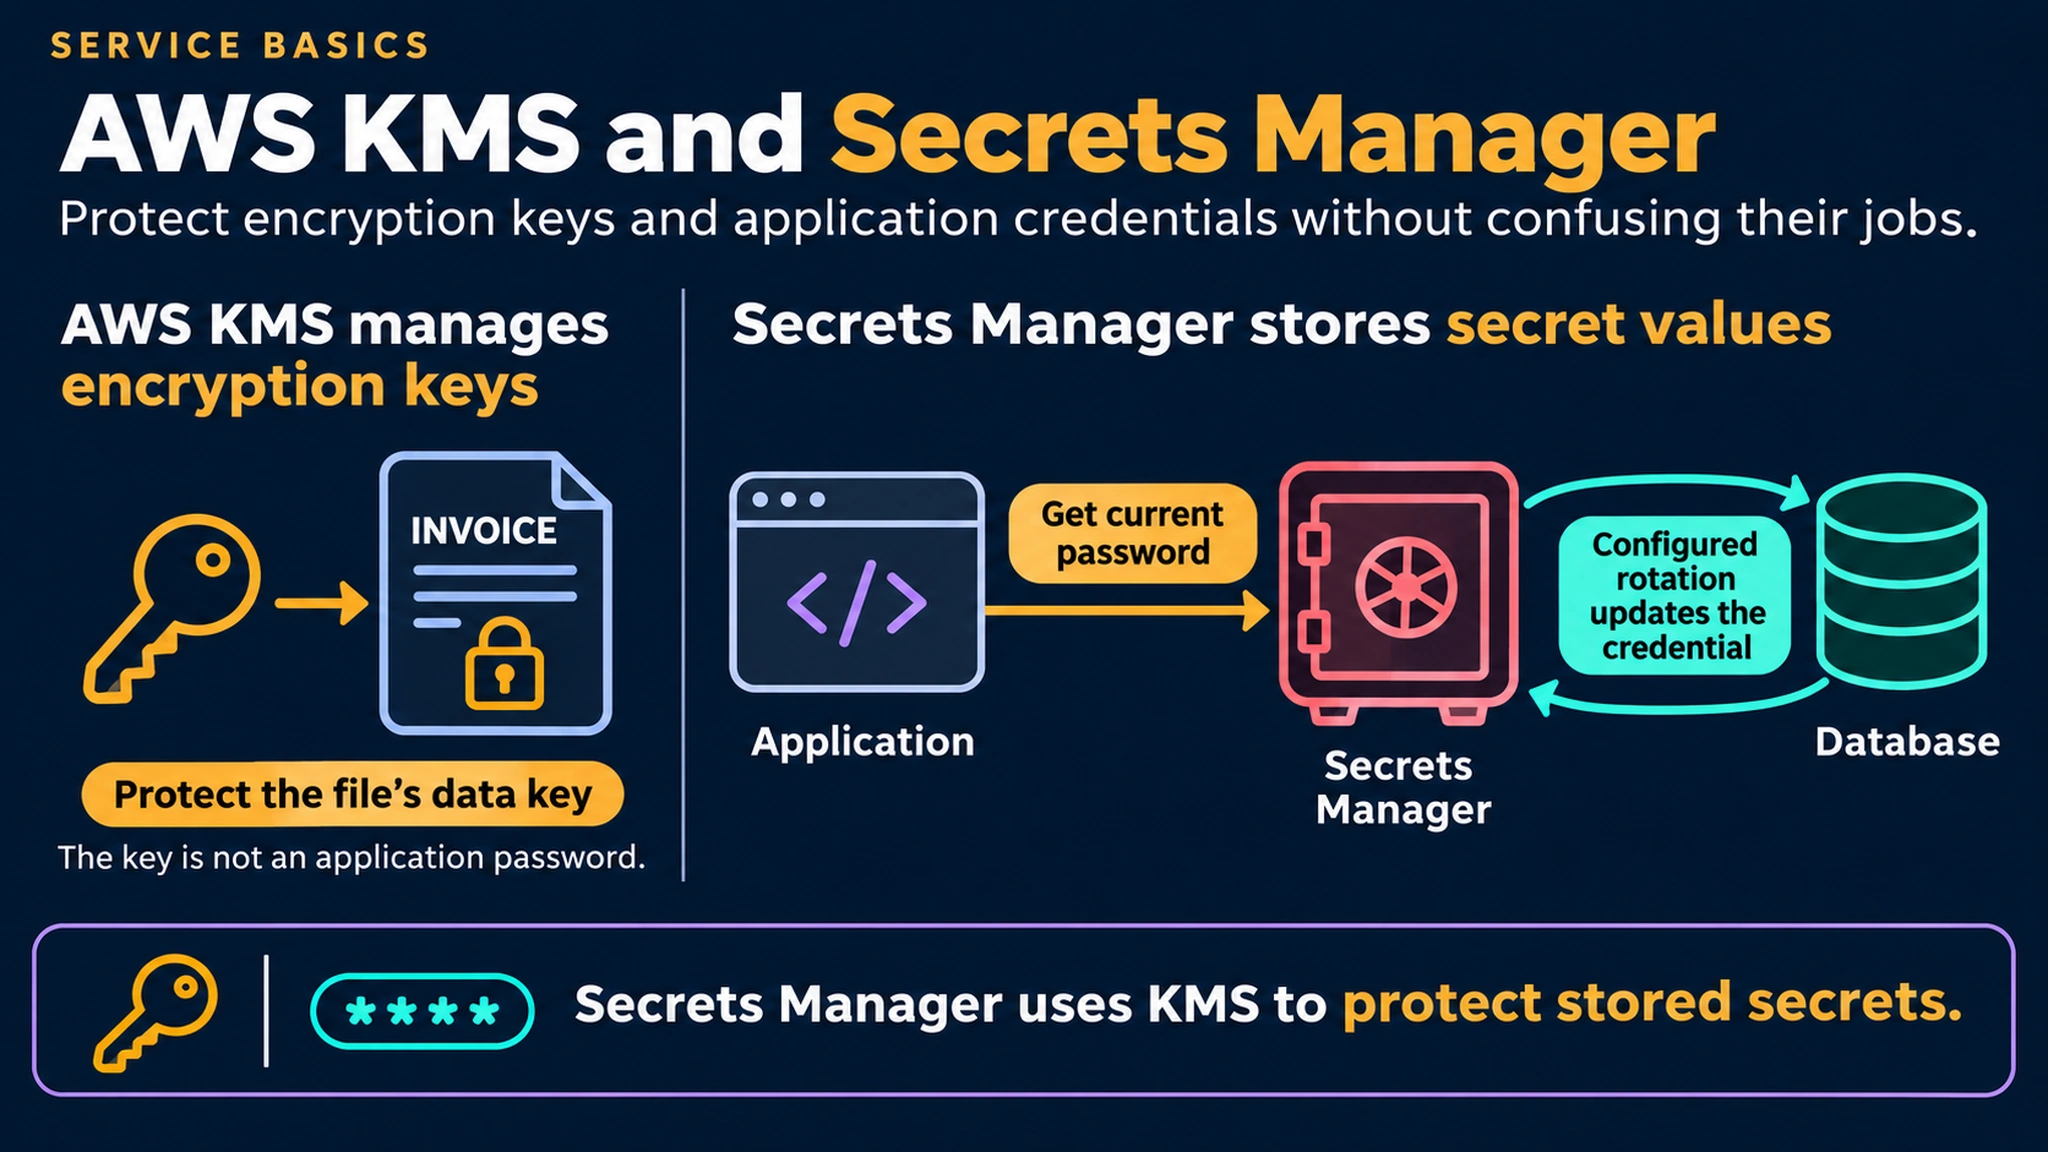 SERVICE BASICS
AWS KMS and Secrets Manager
Protect encryption keys and application credentials without confusing their jobs.
AWS KMS manages
encryption keys
INVOICE
Protect the file’s data key
The key is not an application password.
Secrets Manager stores secret values
Get current
password
Configured
rotation
updates the
credential
Application
Secrets
Manager
Database
****
Secrets Manager uses KMS to protect stored secrets.